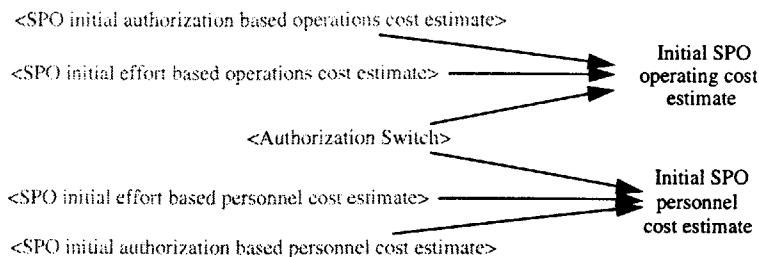 <SPO initial authorization based operations cost estimate>
<SPO initial effort based operations cost estimate>
Initial SPO
operating cost
estimate
<Authorization Switch>
<SPO initial effort based personnel cost estimate>
<SPO initial authorization based personnel cost estimate>
Initial SPO
personnel
cost estimate